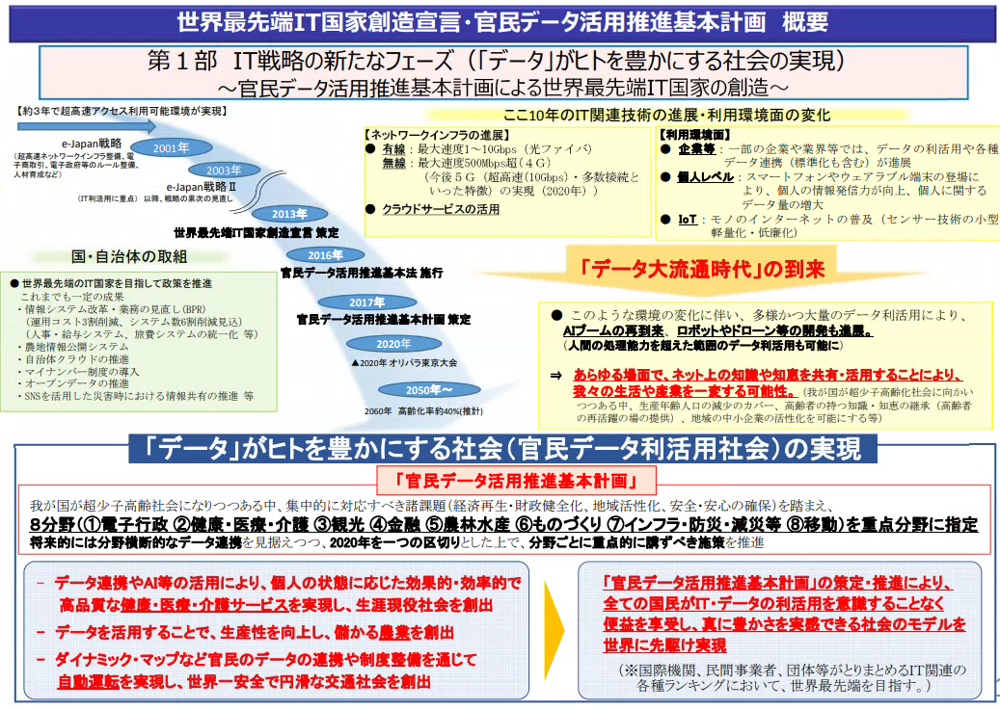 世界最先端IT国家創造宣言・官民データ活用推進基本計画 概要
第１部 IT戦略の新たなフェーズ（「データ」がヒトを豊かにする社会の実現）
～官民データ活用推進基本計画による世界最先端IT国家の創造～
【約３年で超高速アクセス利用可能環境が実現】
e-Japan戦略
（超高速ネットワークインフラ整備、電
子商取引、電子政府等のルール整備、
人材育成など）
2001年
2003年
e-Japan戦略Ⅱ
（IT利活用に重点）以降、戦略の累次の見直し
2013年
世界最先端IT国家創造宣言 策定
2016年
官民データ活用推進基本法 施行
2017年
官民データ活用推進基本計画 策定
2020年
▲2020年 オリパラ東京大会
2050年～
2060年 高齢化率約40%(推計)
国・自治体の取組
● 世界最先端のIT国家を目指して政策を推進
これまでも一定の成果
・情報システム改革・業務の見直し(BPR)
（運用コスト3割削減、システム数6割削減見込）
（人事・給与システム、旅費システムの統一化 等）
・農地情報公開システム
・自治体クラウドの推進
・マイナンバー制度の導入
・オープンデータの推進
・SNSを活用した災害時における情報共有の推進 等
ここ10年のIT関連技術の進展・利用環境面の変化
【ネットワークインフラの進展】
● 有線：最大速度1～10Gbps（光ファイバ）
無線：最大速度500Mbps超（４G）
（今後５G（超高速(10Gbps)・多数接続と
いった特徴）の実現（2020年））
● クラウドサービスの活用
【利用環境面】
● 企業等：一部の企業や業界等では、データの利活用や各種
データ連携（標準化も含む）が進展
● 個人レベル：スマートフォンやウェアラブル端末の登場に
より、個人の情報発信力が向上、個人に関する
データ量の増大
● IoT：モノのインターネットの普及（センサー技術の小型
軽量化・低廉化）
「データ大流通時代」の到来
● このような環境の変化に伴い、多様かつ大量のデータ利活用により、
AIブームの再到来、ロボットやドローン等の開発も進展。
（人間の処理能力を超えた範囲のデータ利活用も可能に）
⇒ あらゆる場面で、ネット上の知識や知恵を共有・活用することにより、
我々の生活や産業を一変する可能性。（我が国が超少子高齢化社会に向かい
つつある中、生産年齢人口の減少のカバー、高齢者の持つ知識・知恵の継承（高齢者
の再活躍の場の提供）、地域の中小企業の活性化を可能にする等）
「データ」がヒトを豊かにする社会（官民データ利活用社会）の実現
「官民データ活用推進基本計画」
我が国が超少子高齢社会になりつつある中、集中的に対応すべき諸課題（経済再生・財政健全化、地域活性化、安全・安心の確保）を踏まえ、
８分野（①電子行政 ②健康・医療・介護 ③観光 ④金融 ⑤農林水産 ⑥ものづくり ⑦インフラ・防災・減災等 ⑧移動）を重点分野に指定
将来的には分野横断的なデータ連携を見据えつつ、2020年を一つの区切りとした上で、分野ごとに重点的に講ずべき施策を推進
– データ連携やAI等の活用により、個人の状態に応じた効果的・効率的で
高品質な健康・医療・介護サービスを実現し、生涯現役社会を創出
– データを活用することで、生産性を向上し、儲かる農業を創出
– ダイナミック・マップなど官民のデータの連携や制度整備を通じて
自動運転を実現し、世界一安全で円滑な交通社会を創出
「官民データ活用推進基本計画」の策定・推進により、
全ての国民がIT・データの利活用を意識することなく
便益を享受し、真に豊かさを実感できる社会のモデルを
世界に先駆け実現
（※国際機関、民間事業者、団体等がとりまとめるIT関連の
各種ランキングにおいて、世界最先端を目指す。）